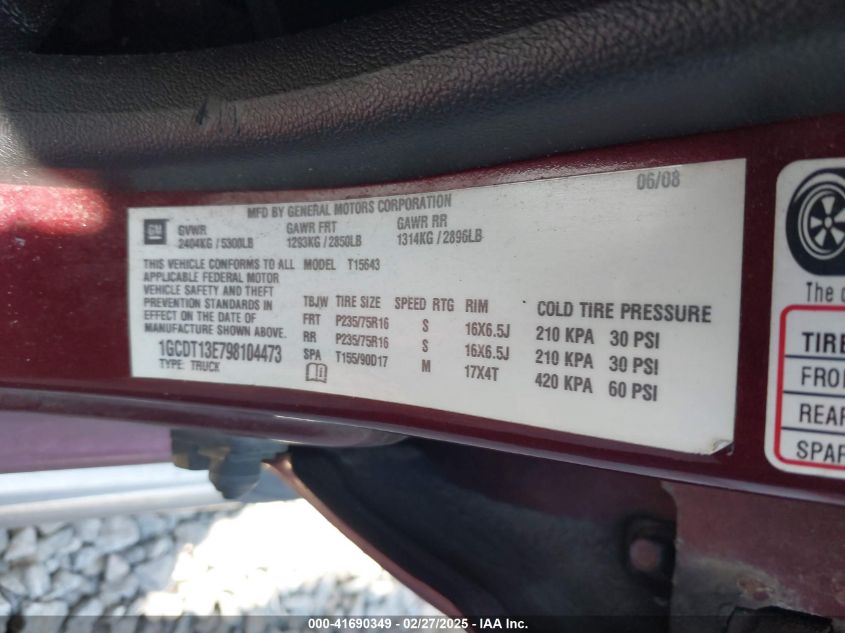 06/08
MFD BY GENERAL MOTORS CORPORATION
GM
GVWR GAWR FRT GAWR RR
2404KG / 5300LB 1293KG / 2850LB 1314KG / 2896LB
THIS VEHICLE CONFORMS TO ALL MODEL T15643
APPLICABLE FEDERAL MOTOR
VEHICLE SAFETY AND THEFT
PREVENTION STANDARDS IN
EFFECT ON THE DATE OF
MANUFACTURE SHOWN ABOVE.
1GCDT13E798104473
TYPE: TRUCK
TBJW TIRE SIZE SPEED RTG RIM COLD TIRE PRESSURE
FRT P235/75R16 S 16X6.5J 210 KPA 30 PSI
RR P235/75R16 S 16X6.5J 210 KPA 30 PSI
SPA T155/90D17 M 17X4T 420 KPA 60 PSI
The
TIRE
FRO
REAR
SPAR
000-41690349 - 02/27/2025 - IAA Inc.